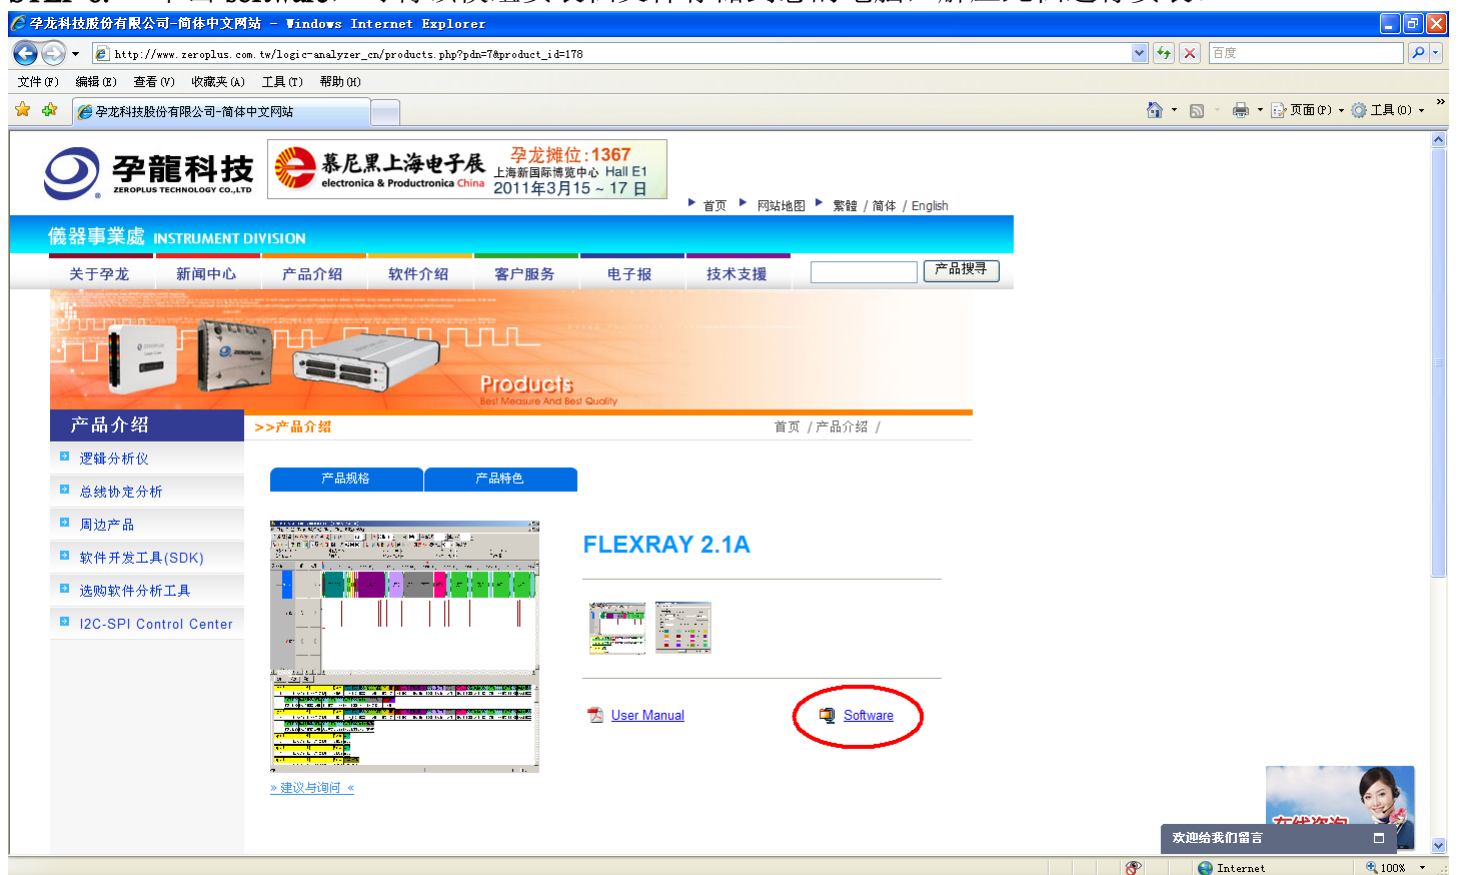 孕龙科技股份有限公司-简体中文网站 - Windows Internet Explorer
http://www.zeroplus.com.tw/logic-analyzer_cn/products.php?pdn=7&product_id=178
百度
文件(F) 编辑(E) 查看(V) 收藏夹(A) 工具(T) 帮助(H)
孕龙科技股份有限公司-简体中文网站
页面(P) 工具(O) »
孕龍科技
ZEROPLUS TECHNOLOGY CO.,LTD
慕尼黑上海电子展
electronica & Productronica China
孕龙摊位:1367
上海新国际博览中心 Hall E1
2011年3月15 ~ 17 日
首页 网站地图 繁體 / 简体 / English
儀器事業處 INSTRUMENT DIVISION
关于孕龙 新闻中心 产品介绍 软件介绍 客户服务 电子报 技术支援 产品搜寻
Products
Best Measure And Best Quality
产品介绍
>>产品介绍
首页 / 产品介绍 /
逻辑分析仪
总线协定分析
周边产品
软件开发工具(SDK)
选购软件分析工具
I2C-SPI Control Center
产品规格 产品特色
FLEXRAY 2.1A
User Manual Software
» 建议与询问 «
在线咨询
欢迎给我们留言
Internet 100%